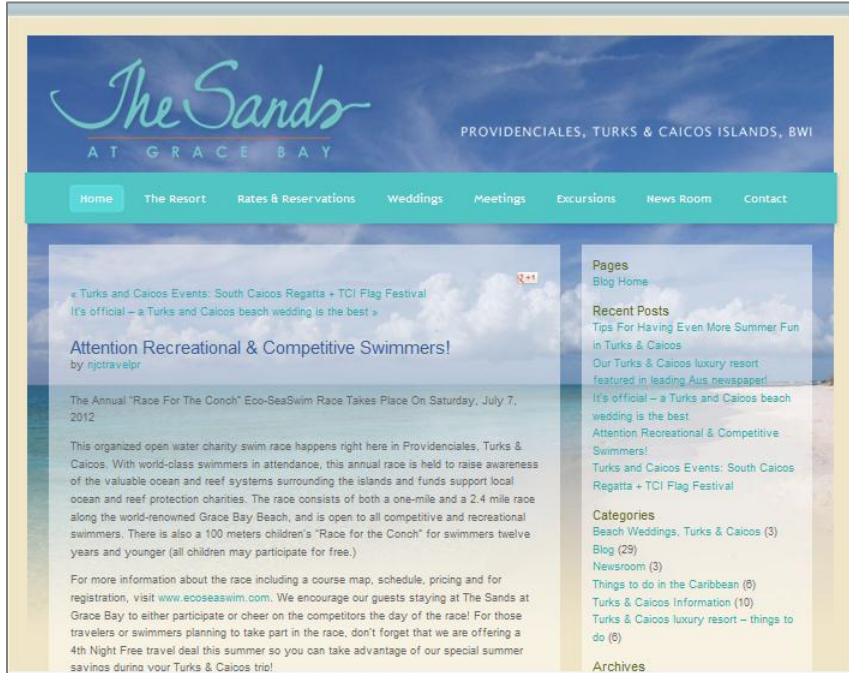 The Sands
AT GRACE BAY
PROVIDENCIALES, TURKS & CAICOS ISLANDS, BWI
Home The Resort Rates & Reservations Weddings Meetings Excursions News Room Contact
+1
« Turks and Caicos Events: South Caicos Regatta + TCI Flag Festival
It's official – a Turks and Caicos beach wedding is the best »
Attention Recreational & Competitive Swimmers!
by njctravelpr
The Annual "Race For The Conch" Eco-SeaSwim Race Takes Place On Saturday, July 7,
2012
This organized open water charity swim race happens right here in Providenciales, Turks &
Caicos. With world-class swimmers in attendance, this annual race is held to raise awareness
of the valuable ocean and reef systems surrounding the islands and funds support local
ocean and reef protection charities. The race consists of both a one-mile and a 2.4 mile race
along the world-renowned Grace Bay Beach, and is open to all competitive and recreational
swimmers. There is also a 100 meters children's "Race for the Conch" for swimmers twelve
years and younger (all children may participate for free.)
For more information about the race including a course map, schedule, pricing and for
registration, visit www.ecoseaswim.com. We encourage our guests staying at The Sands at
Grace Bay to either participate or cheer on the competitors the day of the race! For those
travelers or swimmers planning to take part in the race, don't forget that we are offering a
4th Night Free travel deal this summer so you can take advantage of our special summer
savings during your Turks & Caicos trip!
Pages
Blog Home
Recent Posts
Tips For Having Even More Summer Fun
in Turks & Caicos
Our Turks & Caicos luxury resort
featured in leading Aus newspaper!
It's official – a Turks and Caicos beach
wedding is the best
Attention Recreational & Competitive
Swimmers!
Turks and Caicos Events: South Caicos
Regatta + TCI Flag Festival
Categories
Beach Weddings, Turks & Caicos (3)
Blog (29)
Newsroom (3)
Things to do in the Caribbean (6)
Turks & Caicos Information (10)
Turks & Caicos luxury resort – things to
do (6)
Archives